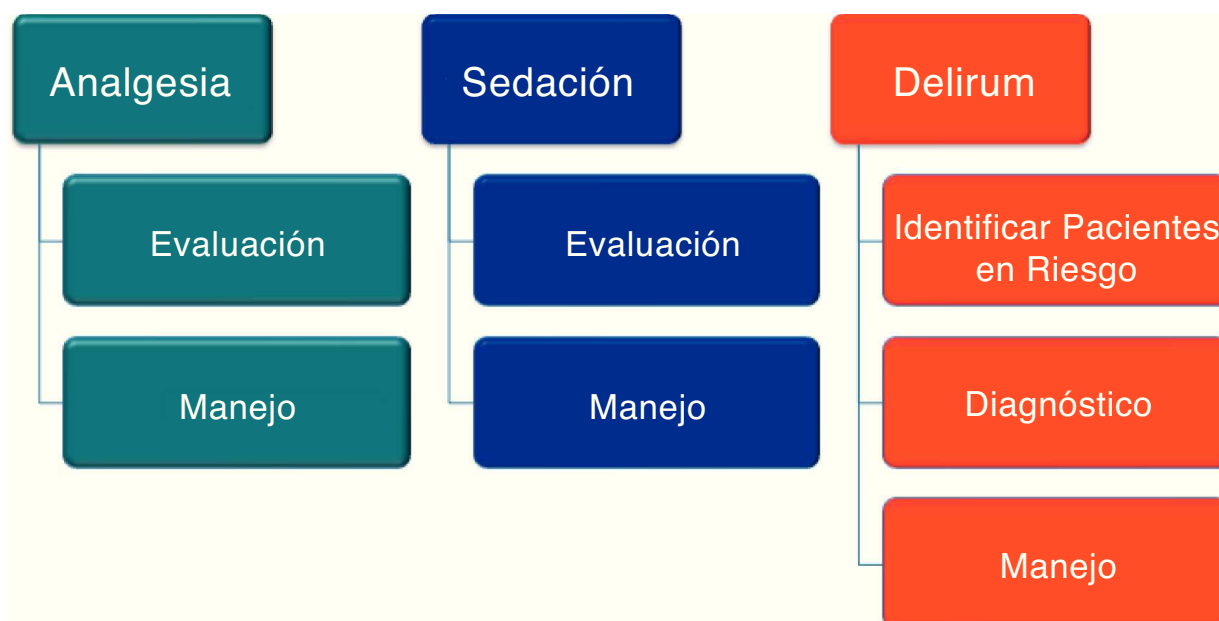 Analgesia
Evaluación
Manejo
Sedación
Evaluación
Manejo
Delirum
Identificar Pacientes
en Riesgo
Diagnóstico
Manejo